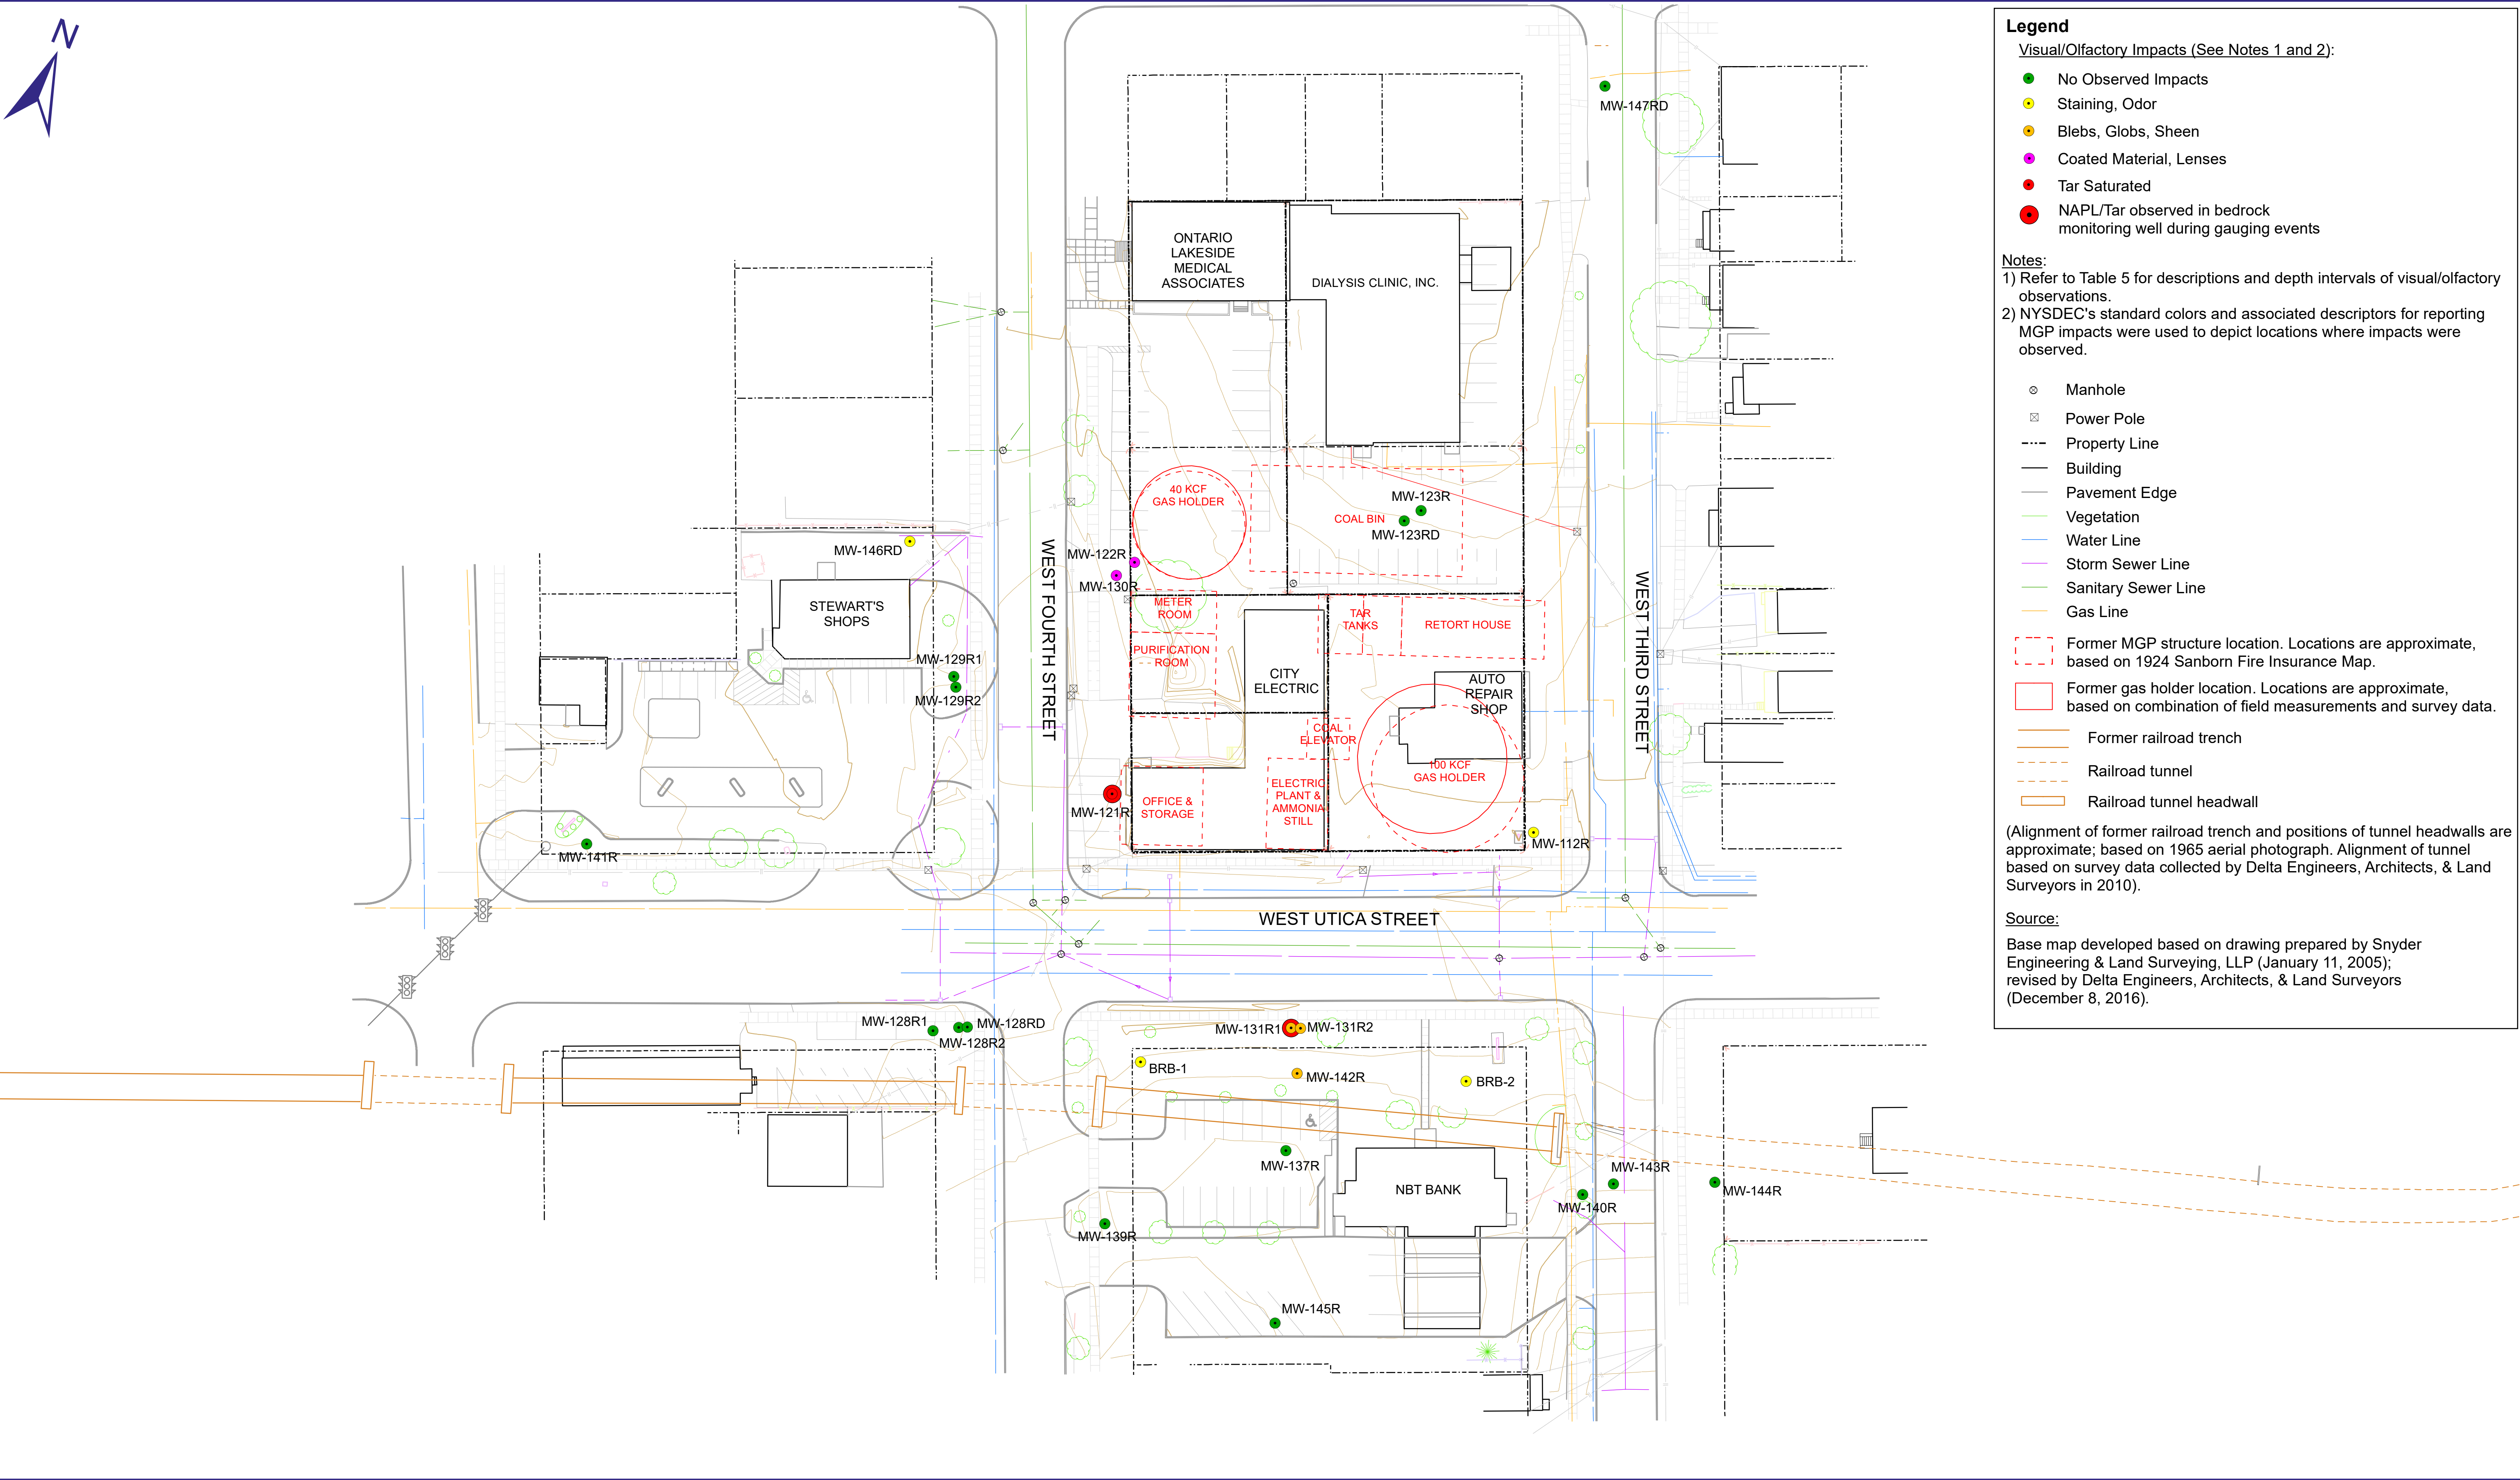 N
MW-147RD
ONTARIO
LAKESIDE
MEDICAL
ASSOCIATES
DIALYSIS CLINIC, INC.
40 KCF
GAS HOLDER
MW-123R
COAL BIN
MW-123RD
MW-146RD
MW-122R
MW-130R
WEST FOURTH STREET
WEST THIRD STREET
STEWART'S
SHOPS
METER
ROOM
PURIFICATION
ROOM
TAR
TANKS
RETORT HOUSE
MW-129R1
MW-129R2
CITY
ELECTRIC
AUTO
REPAIR
SHOP
COAL
ELEVATOR
100 KCF
GAS HOLDER
ELECTRIC
PLANT &
AMMONIA
STILL
OFFICE &
STORAGE
MW-121R
MW-112R
MW-141R
WEST UTICA STREET
MW-128R1
MW-128RD
MW-128R2
MW-131R1
MW-131R2
BRB-1
MW-142R
BRB-2
MW-137R
NBT BANK
MW-143R
MW-144R
MW-140R
MW-139R
MW-145R
Legend
Visual/Olfactory Impacts (See Notes 1 and 2):
No Observed Impacts
Staining, Odor
Blebs, Globs, Sheen
Coated Material, Lenses
Tar Saturated
NAPL/Tar observed in bedrock
monitoring well during gauging events
Notes:
1) Refer to Table 5 for descriptions and depth intervals of visual/olfactory
observations.
2) NYSDEC's standard colors and associated descriptors for reporting
MGP impacts were used to depict locations where impacts were
observed.
Manhole
Power Pole
Property Line
Building
Pavement Edge
Vegetation
Water Line
Storm Sewer Line
Sanitary Sewer Line
Gas Line
Former MGP structure location. Locations are approximate,
based on 1924 Sanborn Fire Insurance Map.
Former gas holder location. Locations are approximate,
based on combination of field measurements and survey data.
Former railroad trench
Railroad tunnel
Railroad tunnel headwall
(Alignment of former railroad trench and positions of tunnel headwalls are
approximate; based on 1965 aerial photograph. Alignment of tunnel
based on survey data collected by Delta Engineers, Architects, & Land
Surveyors in 2010).
Source:
Base map developed based on drawing prepared by Snyder
Engineering & Land Surveying, LLP (January 11, 2005);
revised by Delta Engineers, Architects, & Land Surveyors
(December 8, 2016).